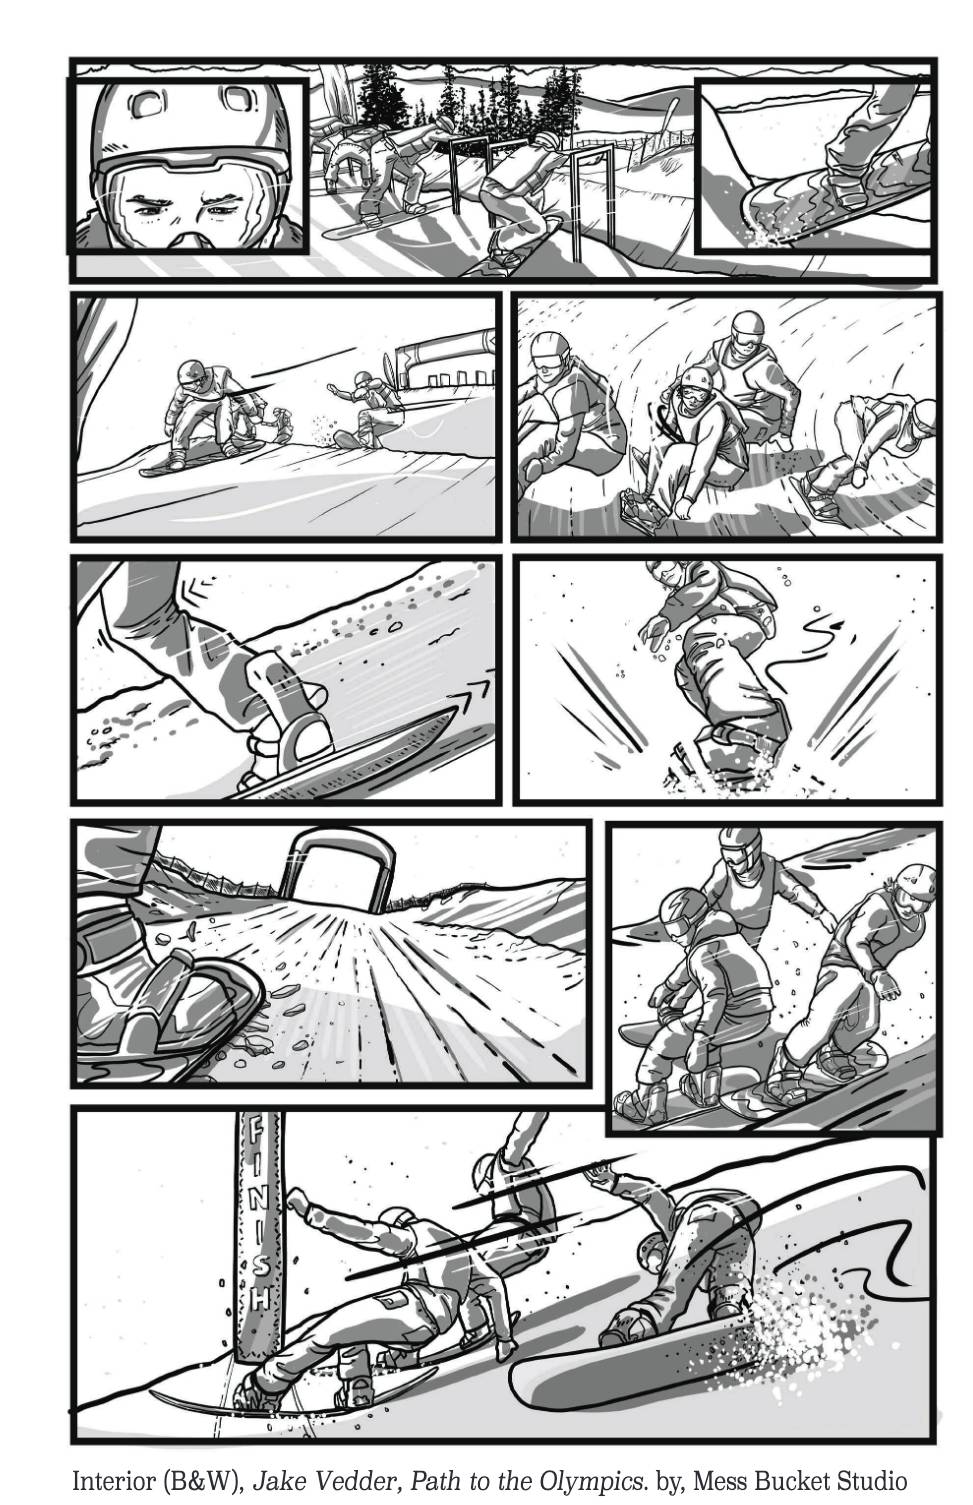 FINISH
Interior (B&W), Jake Vedder, Path to the Olympics. by, Mess Bucket Studio